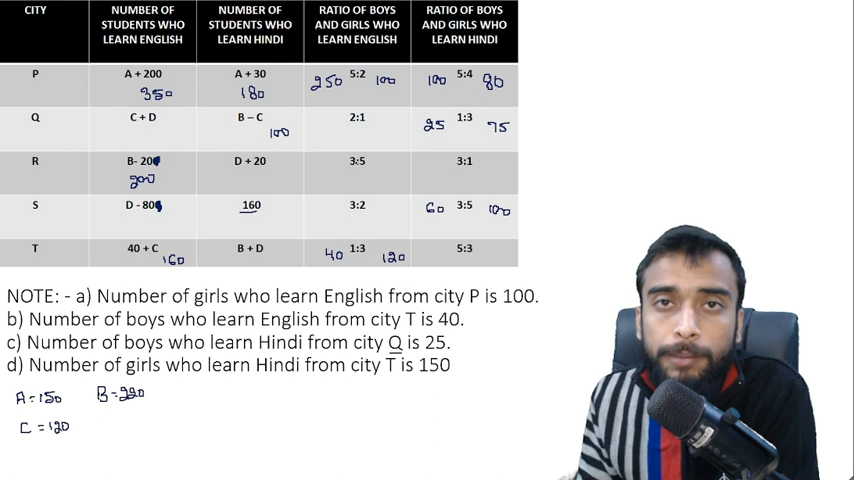 CITY NUMBER OF STUDENTS WHO LEARN ENGLISH NUMBER OF STUDENTS WHO LEARN HINDI RATIO OF BOYS AND GIRLS WHO LEARN ENGLISH RATIO OF BOYS AND GIRLS WHO LEARN HINDI
P A + 200 A + 30 5:2 5:4
350 180 250 100 100 80
Q C + D B – C 2:1 1:3
100 25 75
R B- 20 D + 20 3:5 3:1
200
S D - 80 160 3:2 3:5
60 100
T 40 + C B + D 1:3 5:3
160 40 120
NOTE: - a) Number of girls who learn English from city P is 100.
b) Number of boys who learn English from city T is 40.
c) Number of boys who learn Hindi from city Q is 25.
d) Number of girls who learn Hindi from city T is 150
A=150 B=220
C=120